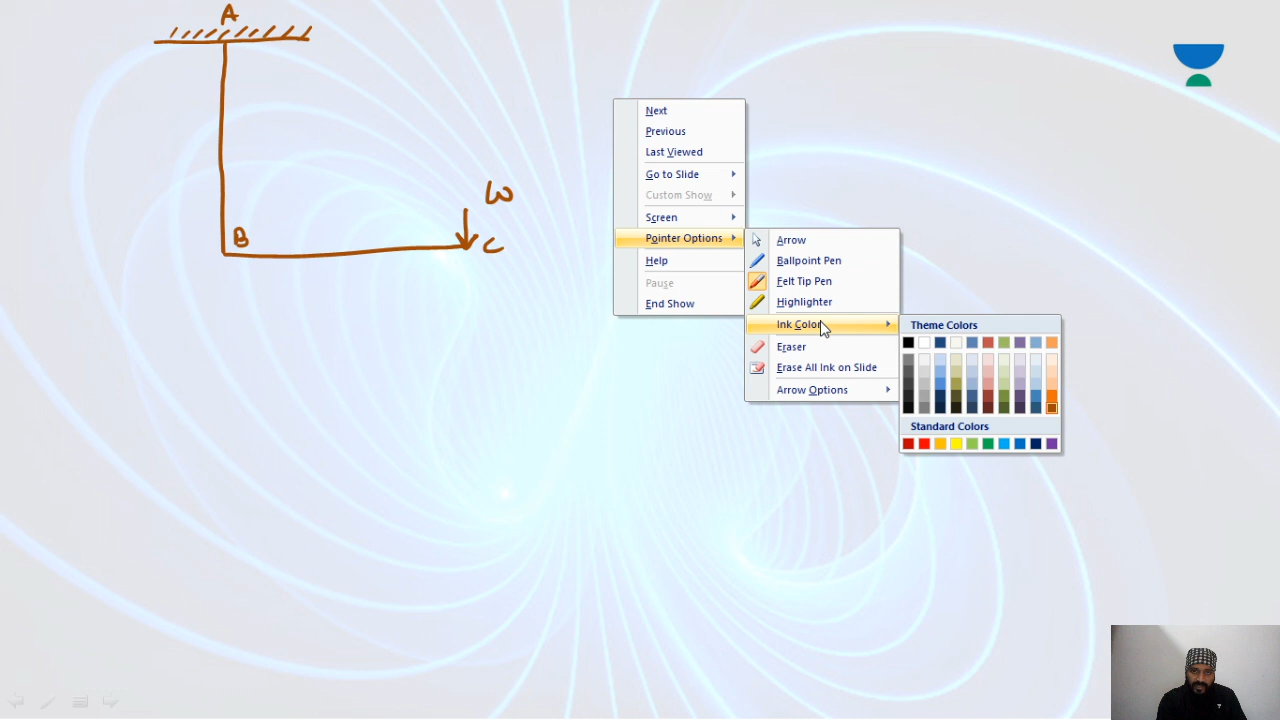 A
B
W
C
Next
Previous
Last Viewed
Go to Slide
Custom Show
Screen
Pointer Options
Help
Pause
End Show
Arrow
Ballpoint Pen
Felt Tip Pen
Highlighter
Ink Color
Eraser
Erase All Ink on Slide
Arrow Options
Theme Colors
Standard Colors